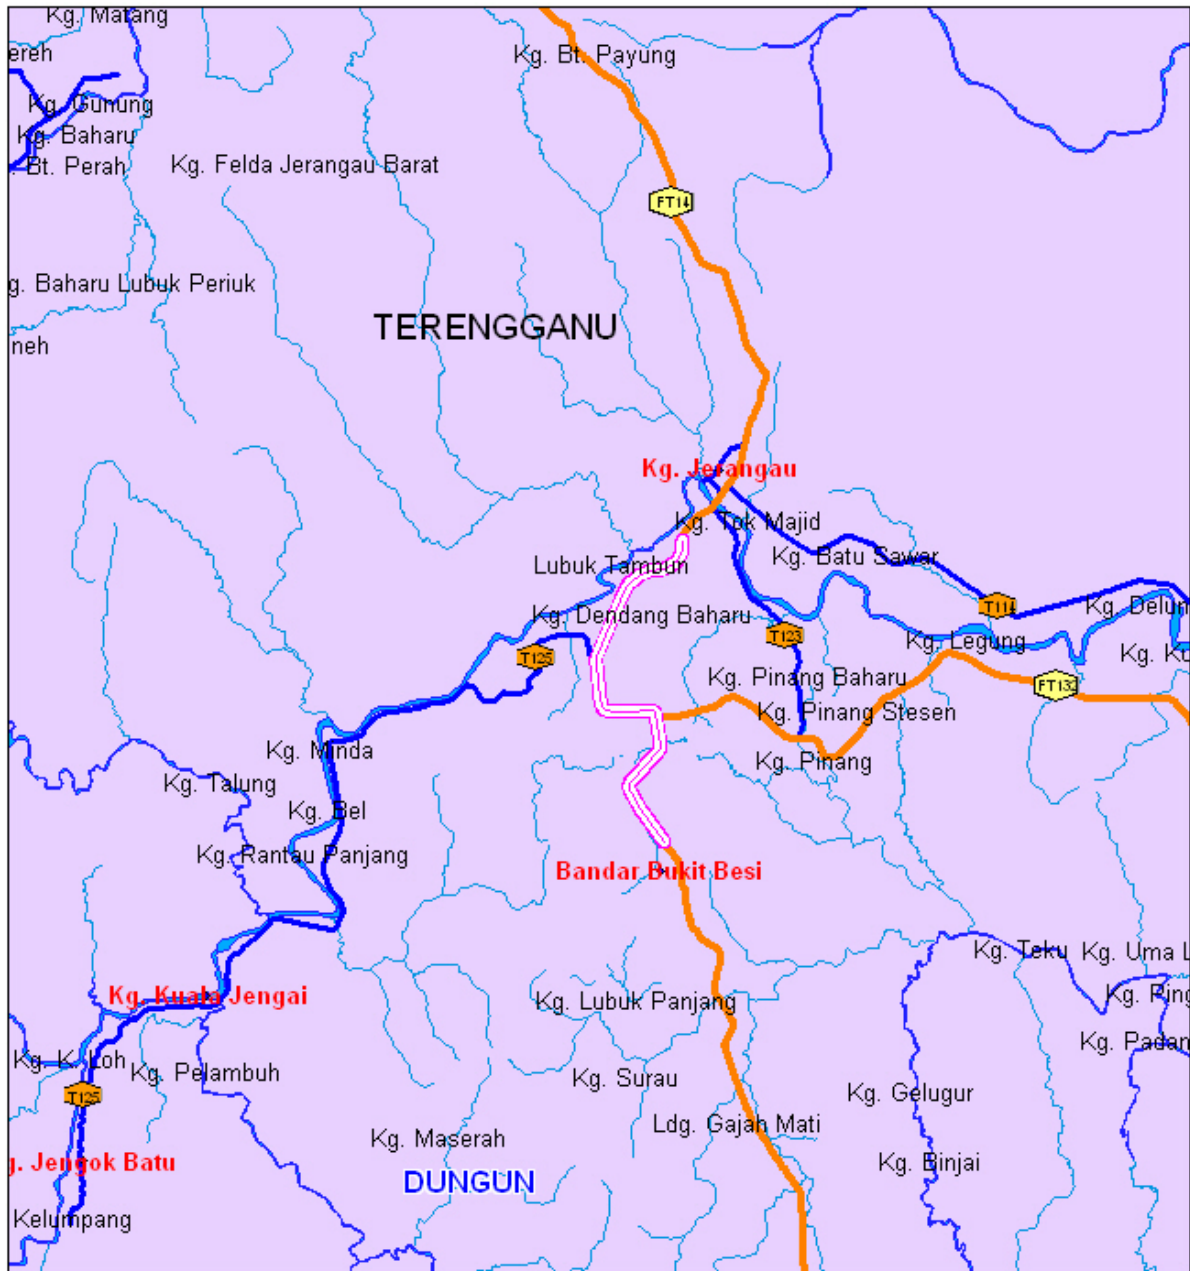 Kg. Matang
ereh
Kg. Bt. Payung
Kg. Gunung
Kg. Baharu
Bt. Perah
Kg. Felda Jerangau Barat
FT14
g. Baharu Lubuk Periuk
TERENGGANU
neh
Kg. Jerangau
Kg. Tok Majid
Kg. Batu Sawar
Lubuk Tambun
T114
Kg. Delun
Kg. Dendang Baharu
T123
Kg. Legung
T125
Kg. Ku
Kg. Pinang Baharu
FT132
Kg. Pinang Stesen
Kg. Minda
Kg. Pinang
Kg. Talung
Kg. Bel
Kg. Rantau Panjang
Bandar Bukit Besi
Kg. Teku
Kg. Uma L
Kg. Kuala Jengai
Kg. Lubuk Panjang
Kg. Ping
Kg. Padan
Kg. K. Loh
Kg. Pelambuh
Kg. Surau
T125
Kg. Gelugur
Ldg. Gajah Mati
Kg. Maserah
g. Jengok Batu
Kg. Binjai
DUNGUN
Kelumpang